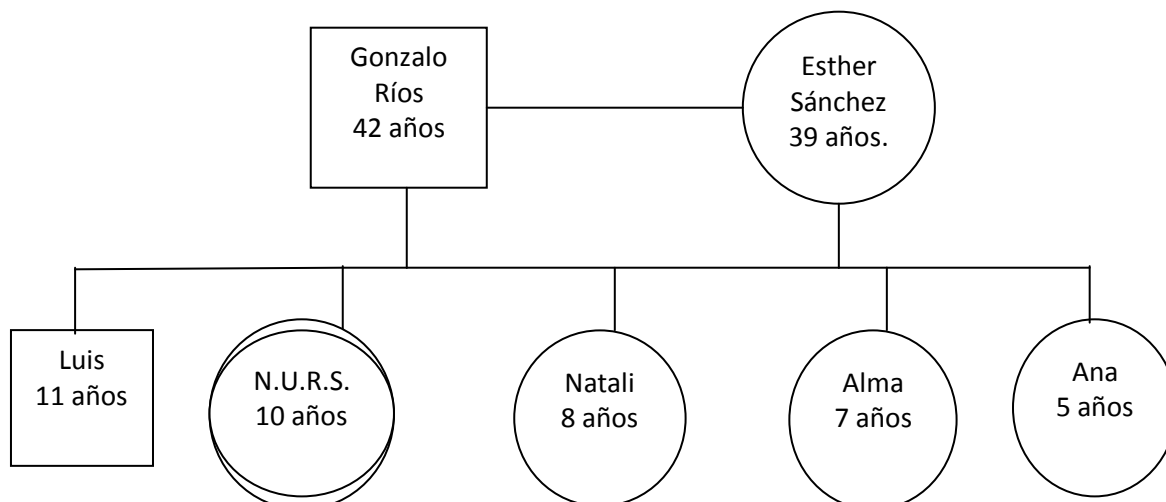 Gonzalo
Ríos
42 años
Esther
Sánchez
39 años.
Luis
11 años
N.U.R.S.
10 años
Natali
8 años
Alma
7 años
Ana
5 años